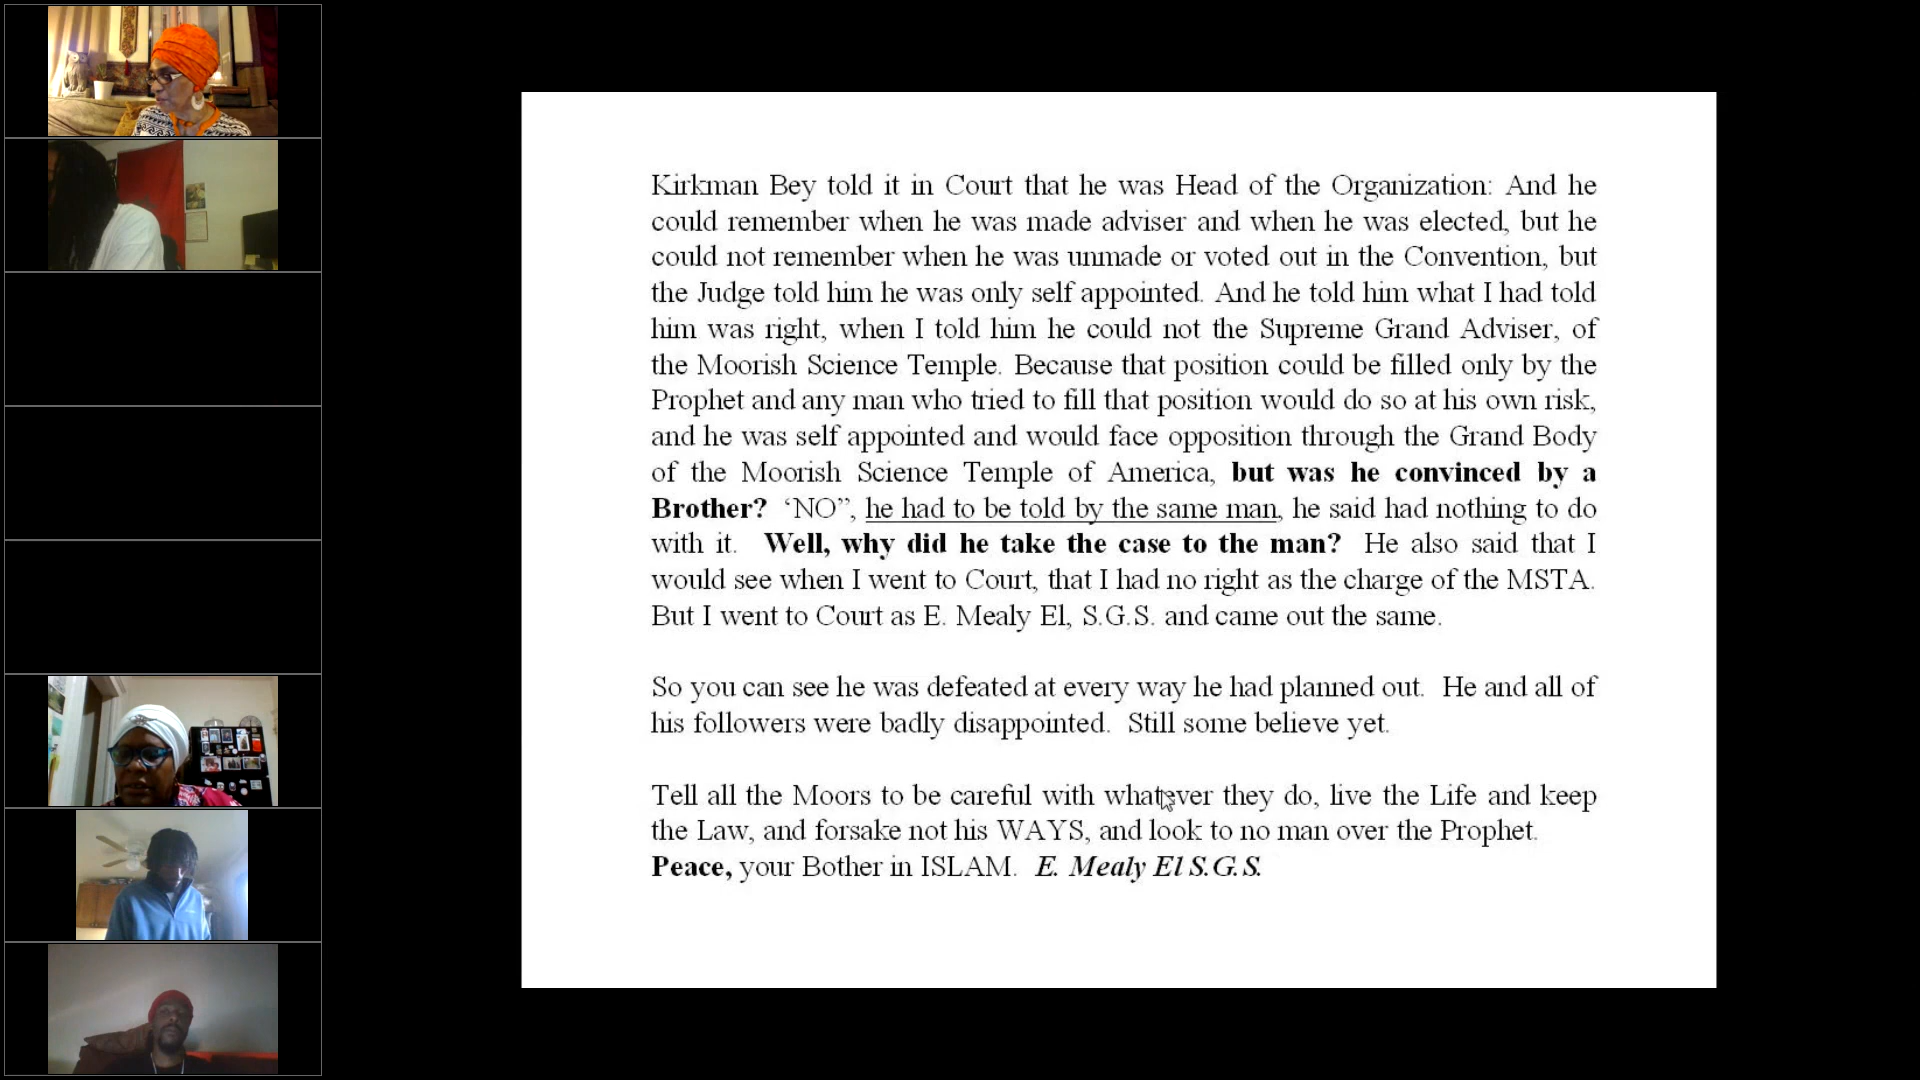 Kirkman Bey told it in Court that he was Head of the Organization: And he
could remember when he was made adviser and when he was elected, but he
could not remember when he was unmade or voted out in the Convention, but
the Judge told him he was only self appointed. And he told him what I had told
him was right, when I told him he could not the Supreme Grand Adviser, of
the Moorish Science Temple. Because that position could be filled only by the
Prophet and any man who tried to fill that position would do so at his own risk,
and he was self appointed and would face opposition through the Grand Body
of the Moorish Science Temple of America, but was he convinced by a
Brother? ‘NO”, he had to be told by the same man, he said had nothing to do
with it. Well, why did he take the case to the man? He also said that I
would see when I went to Court, that I had no right as the charge of the MSTA.
But I went to Court as E. Mealy El, S.G.S. and came out the same.
So you can see he was defeated at every way he had planned out. He and all of
his followers were badly disappointed. Still some believe yet.
Tell all the Moors to be careful with whatever they do, live the Life and keep
the Law, and forsake not his WAYS, and look to no man over the Prophet.
Peace, your Bother in ISLAM. E. Mealy El S.G.S.